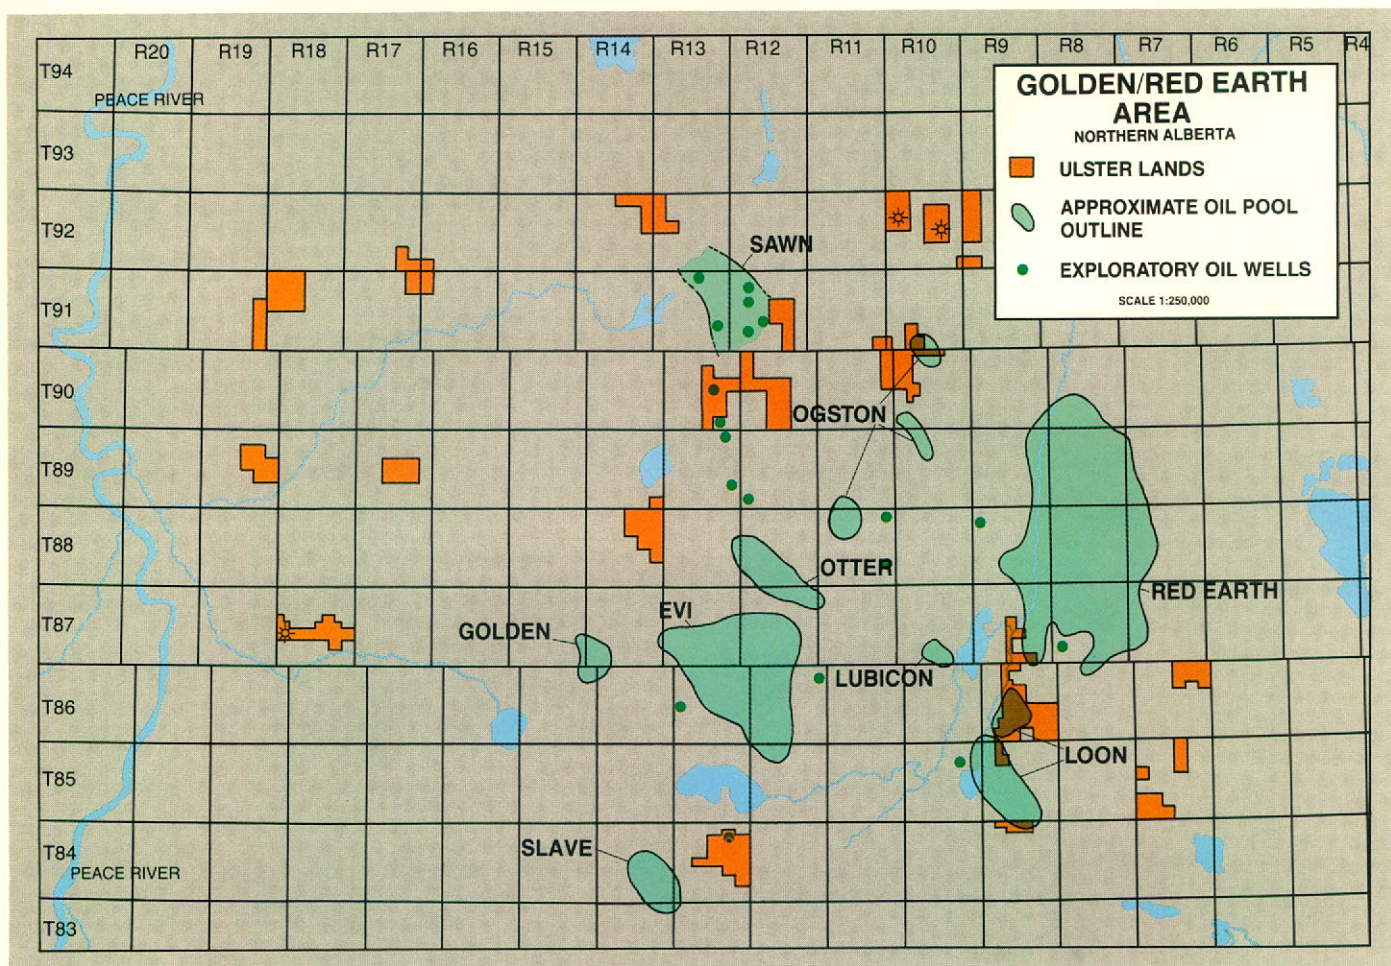 R20 R19 R18 R17 R16 R15 R14 R13 R12 R11 R10 R9 R8 R7 R6 R5 R4
T94
PEACE RIVER
GOLDEN/RED EARTH
AREA
NORTHERN ALBERTA
ULSTER LANDS
APPROXIMATE OIL POOL
OUTLINE
EXPLORATORY OIL WELLS
SCALE 1:250,000
T93
T92
SAWN
T91
T90
OGSTON
T89
T88
OTTER
RED EARTH
EVI
T87
GOLDEN
LUBICON
T86
LOON
T85
SLAVE
T84
PEACE RIVER
T83